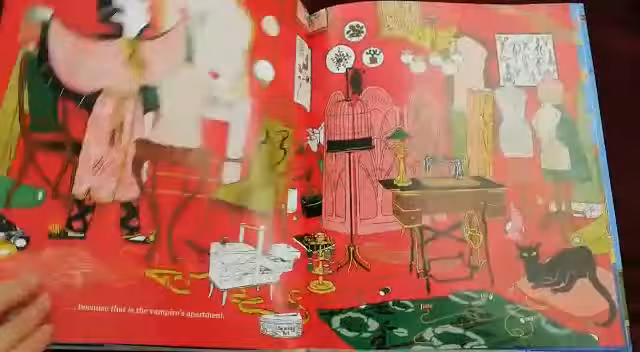 ... because that is the vampire's apartment.